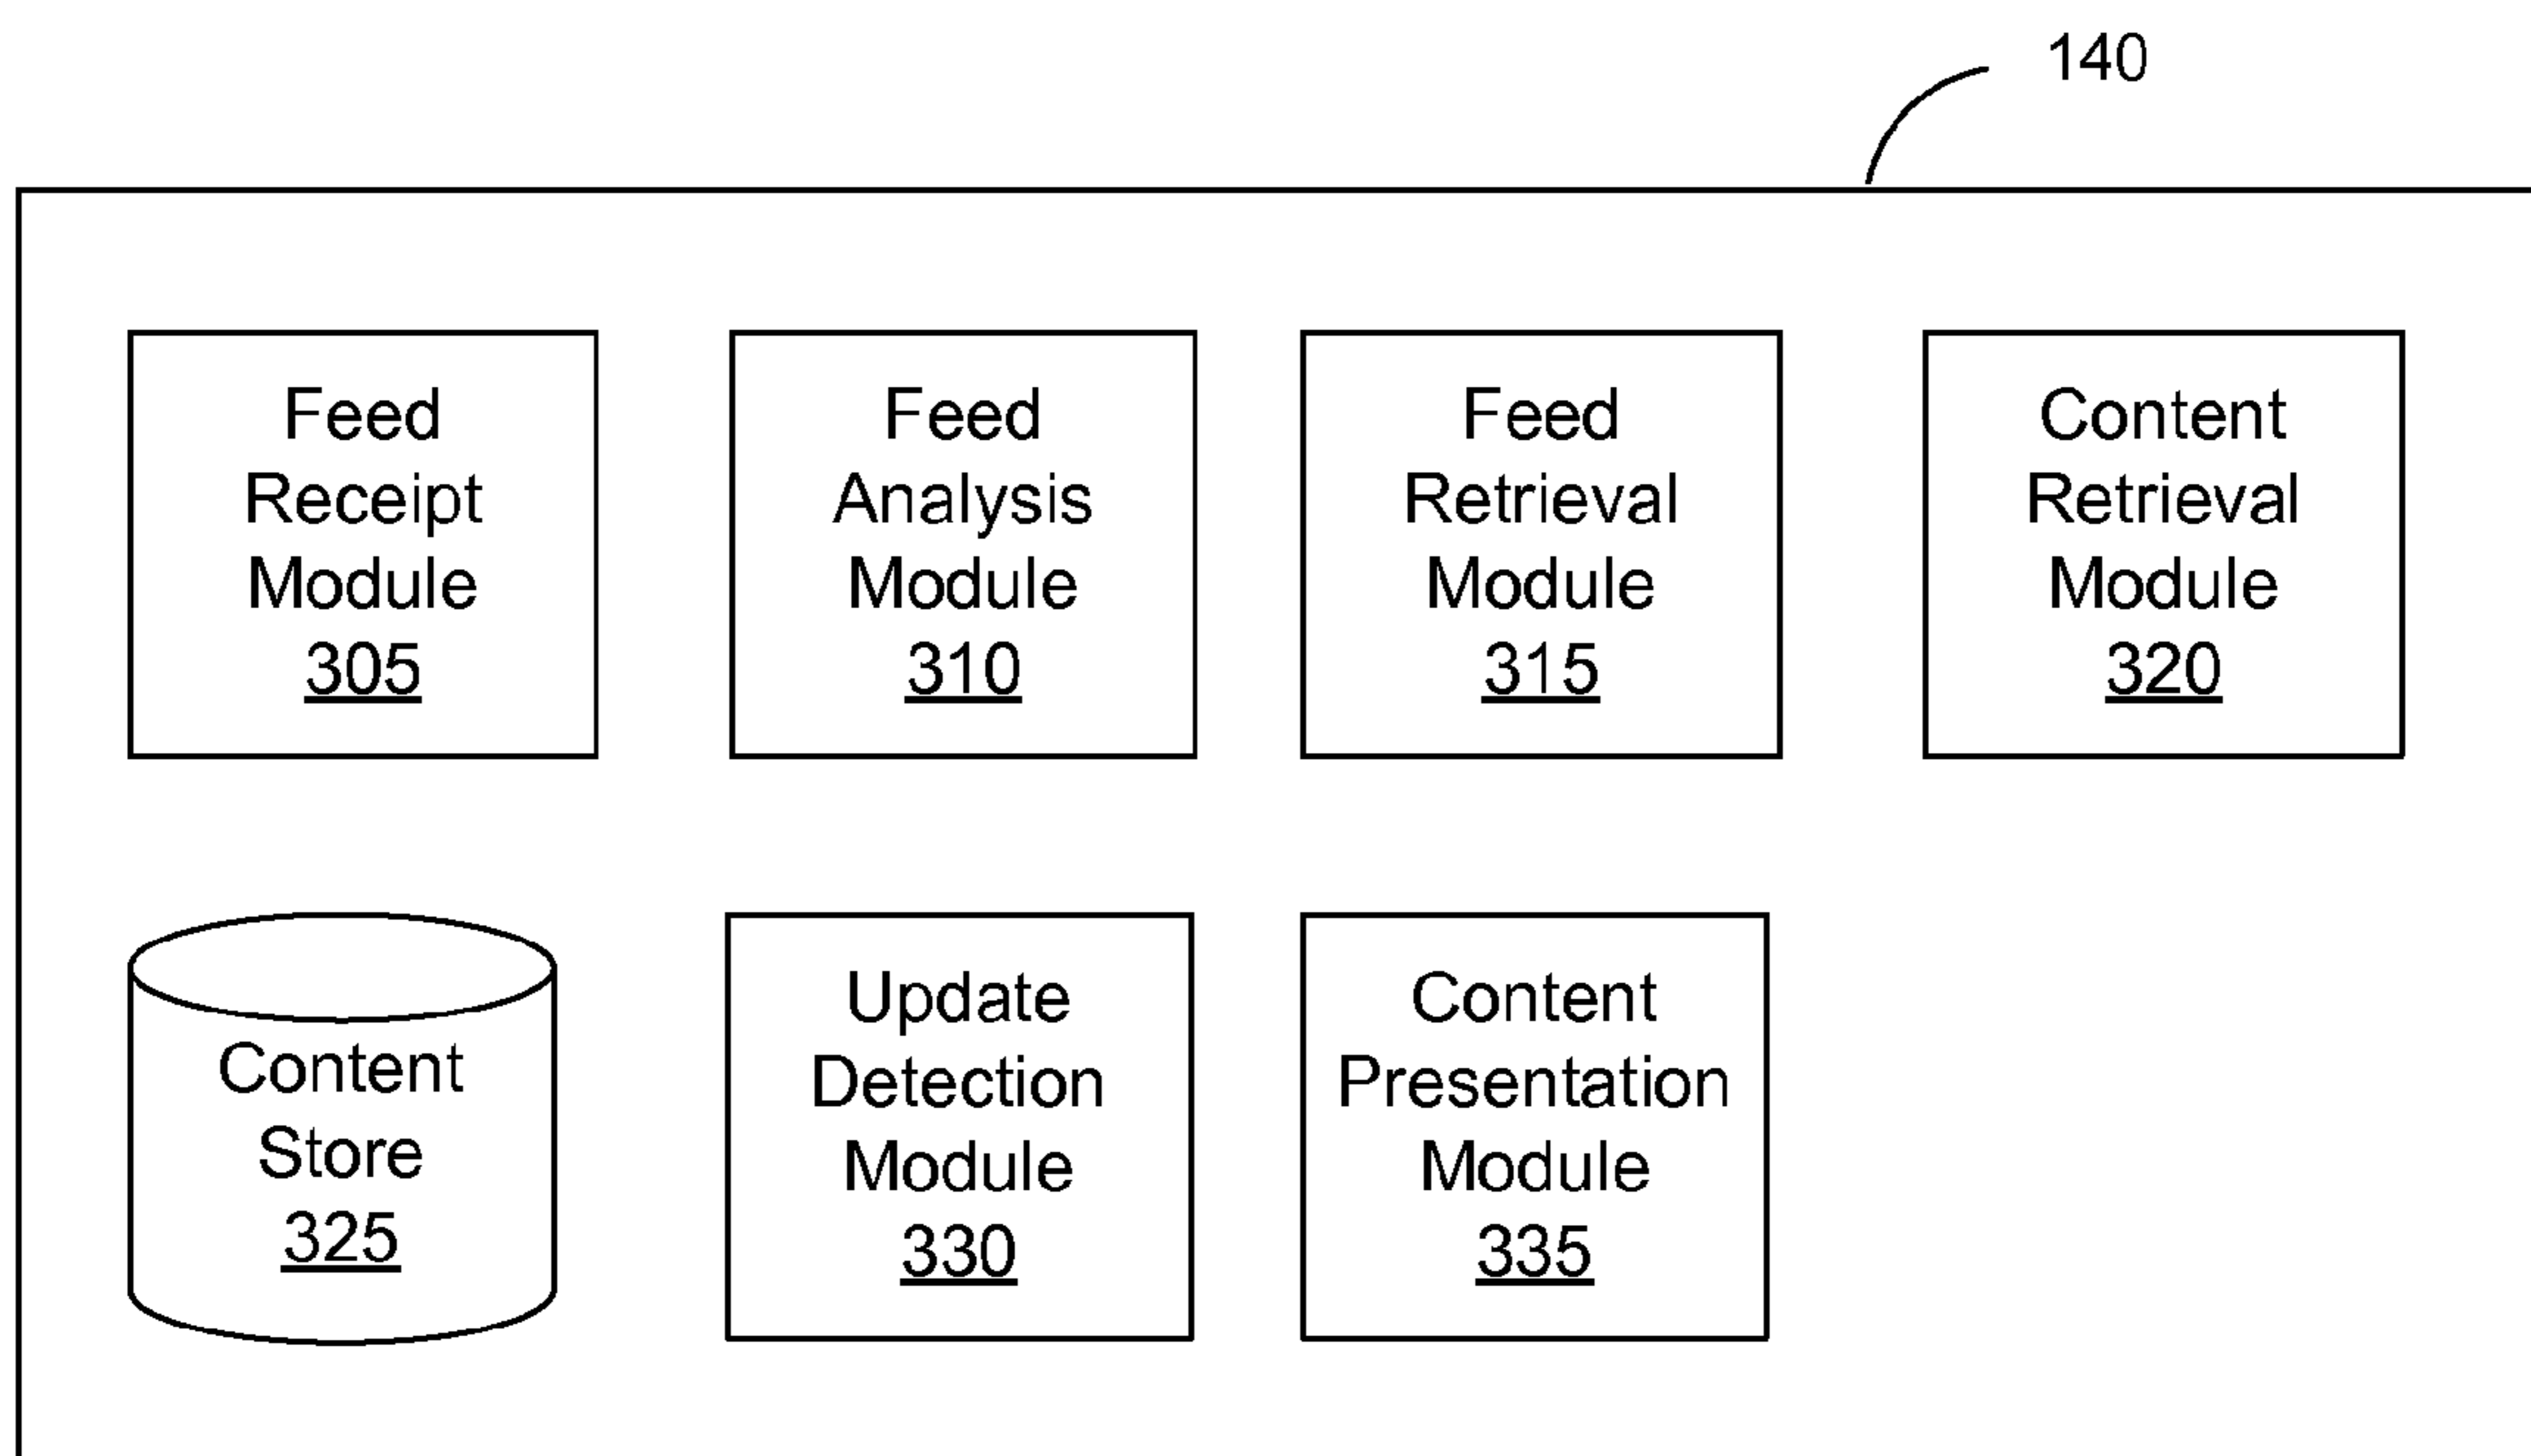 140
Feed
Receipt
Module
305
Feed
Analysis
Module
310
Feed
Retrieval
Module
315
Content
Retrieval
Module
320
Content
Store
325
Update
Detection
Module
330
Content
Presentation
Module
335